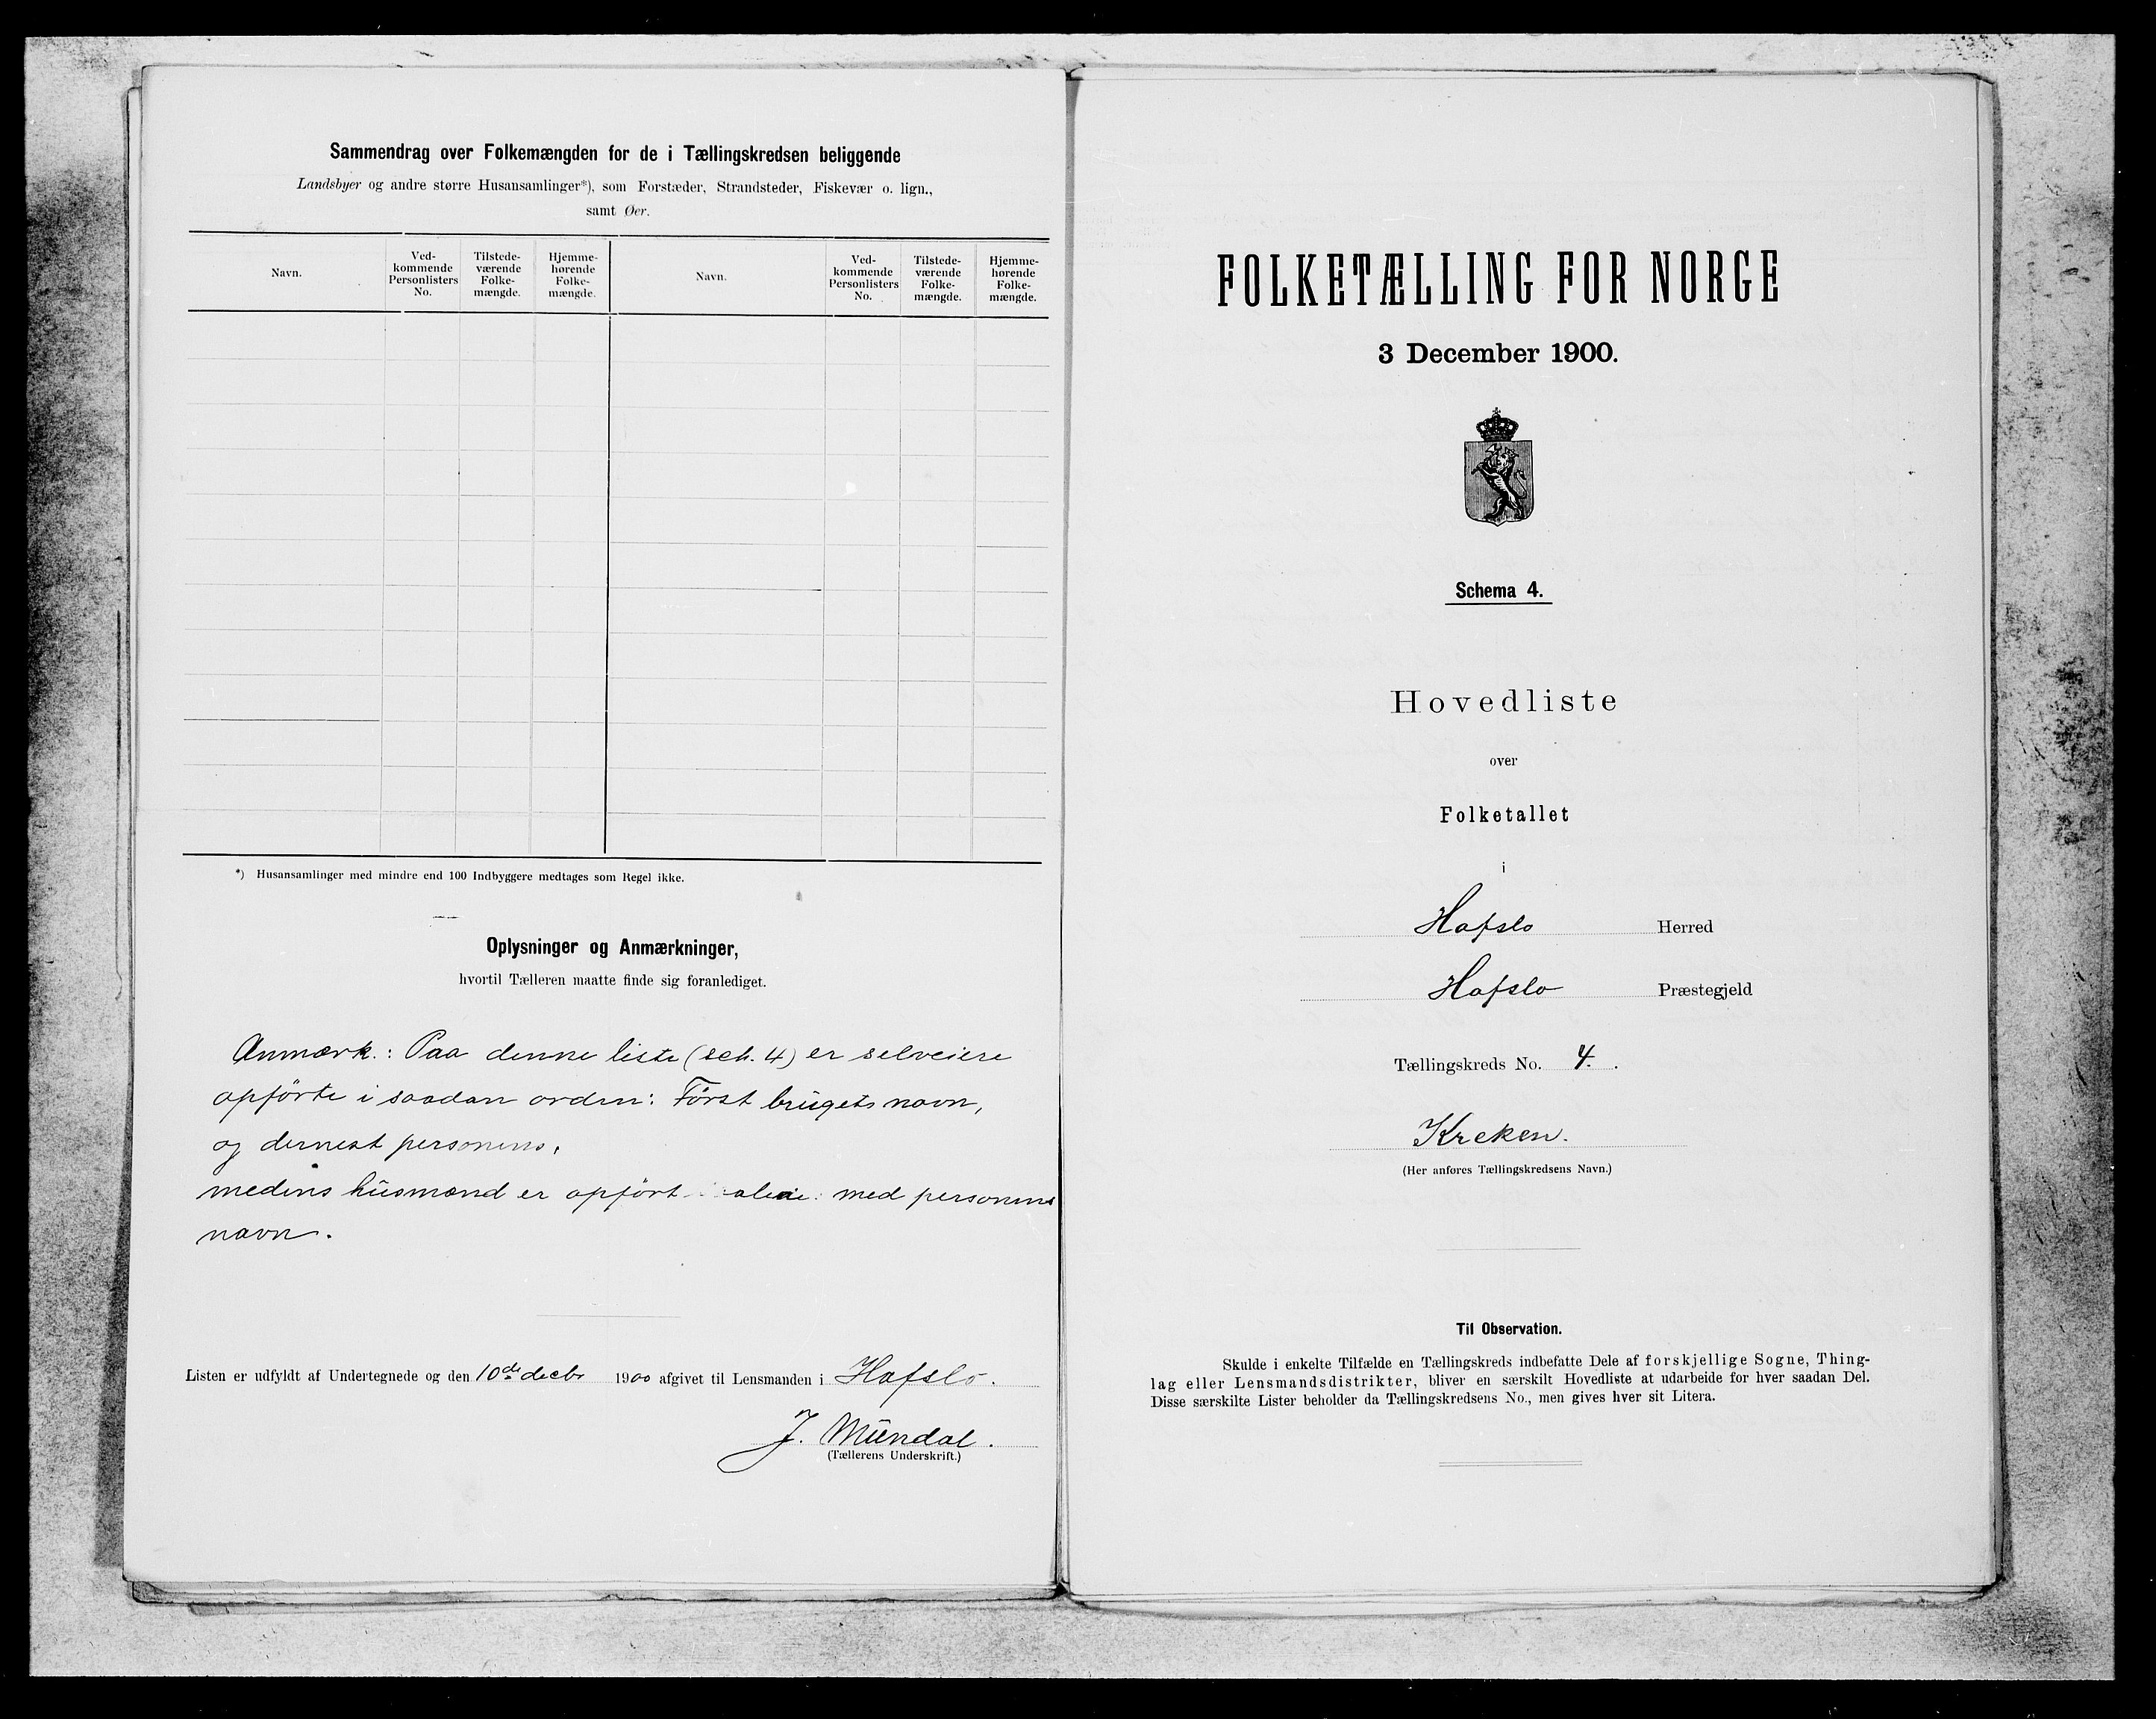 Sammendrag over Folkemængden for de i Tællingskredsen beliggende
Landsbyer og andre større Husansamlinger*), som Forstæder, Strandsteder, Fiskevær o. lign.,
samt Øer.
Navn.
Ved-
kommende
Personlisters
No.
Tilstede-
værende
Folke-
mængde.
Hjemme-
hørende
Folke-
mængde.
Navn.
Ved-
kommende
Personlisters
No.
Tilstede-
værende
Folke-
mængde.
Hjemme-
hørende
Folke-
mængde.
*) Husansamlinger med mindre end 100 Indbyggere medtages som Regel ikke.
Oplysninger og Anmærkninger,
hvortil Tælleren maatte finde sig foranlediget.
Anmærk.: Paa denne liste (sch. 4) er selveiere
opførte i saadan orden: Først brugets navn,
og dernest personens,
medens husmænd er opført med personens
navn.
Listen er udfyldt af Undertegnede og den 10de decbr 1900 afgivet til Lensmanden i Hafslo.
J. Mundal.
(Tællerens Underskrift.)
FOLKETÆLLING FOR NORGE
3 December 1900.
Schema 4.
Hovedliste
over
Folketallet
i
Hafslo Herred
Hafslo Præstegjeld
Tællingskreds No. 4.
Kreken.
(Her anføres Tællingskredsens Navn.)
Til Observation.
Skulde i enkelte Tilfælde en Tællingskreds indbefatte Dele af forskjellige Sogne, Thing-
lag eller Lensmandsdistrikter, bliver en særskilt Hovedliste at udarbeide for hver saadan Del.
Disse særskilte Lister beholder da Tællingskredsens No., men gives hver sit Litera.